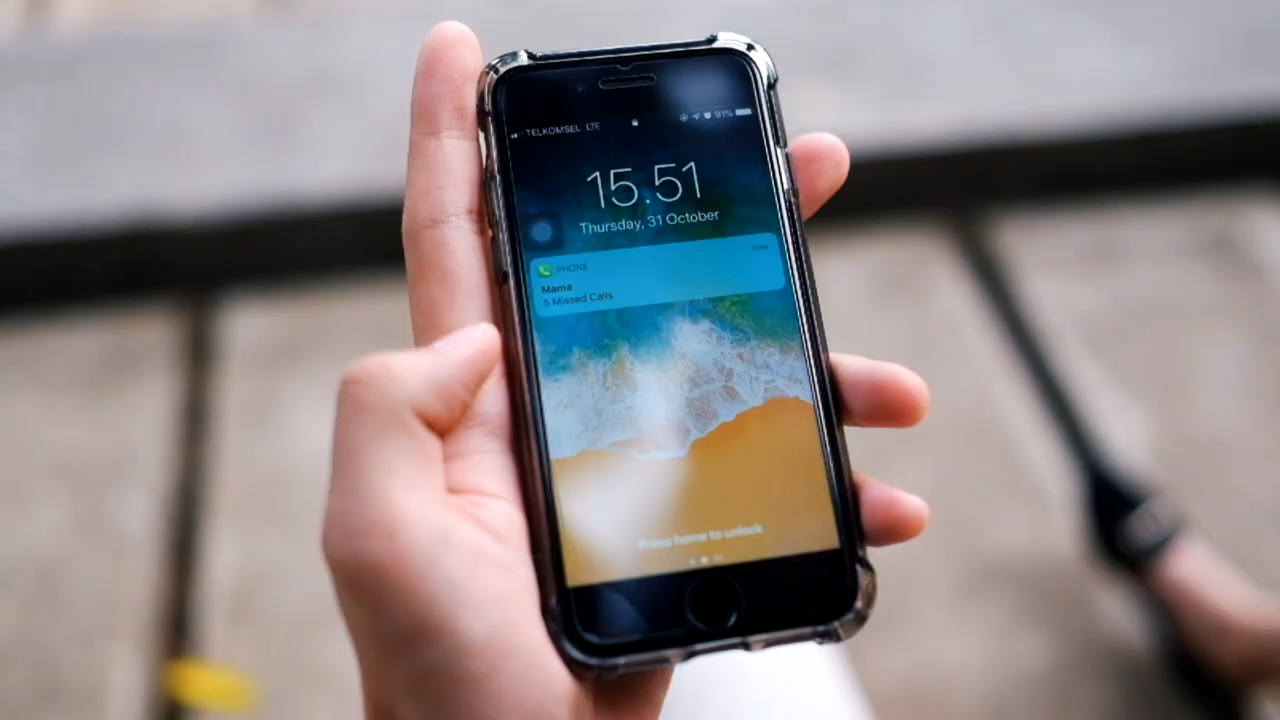 TELKOMSEL LTE 91%
15.51
Thursday, 31 October
PHONE now
Mama
5 Missed Calls
Press home to unlock